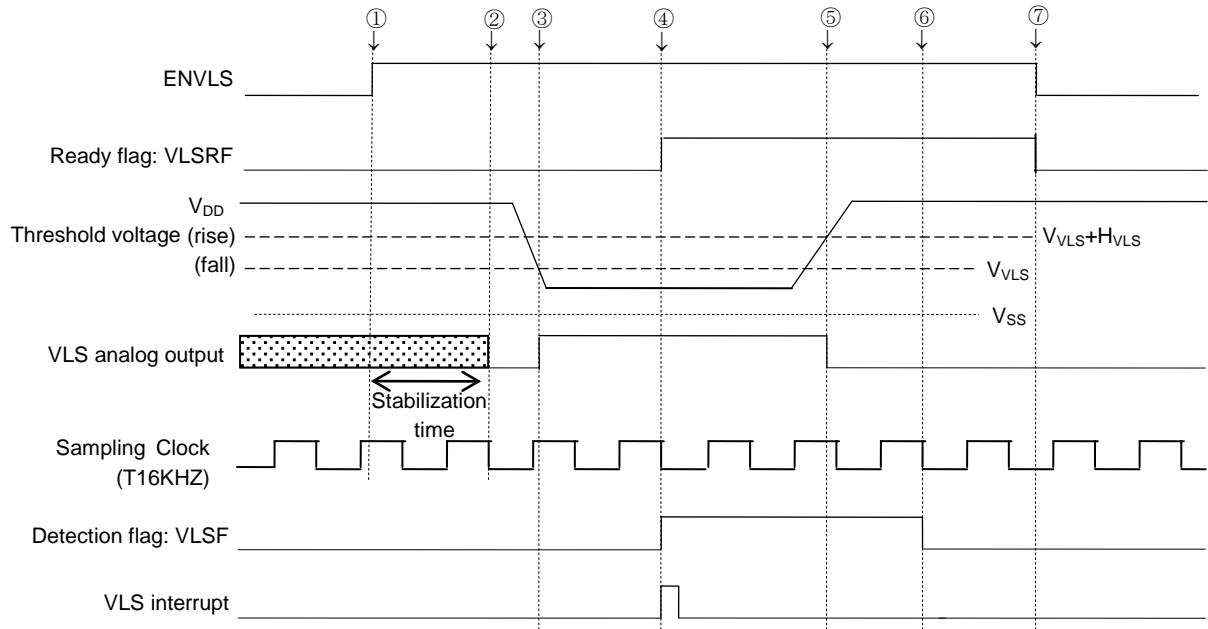 ① ② ③ ④ ⑤ ⑥ ⑦
ENVLS
Ready flag: VLSRF
VDD
Threshold voltage (rise)
(fall)
VVLS+HVLS
VVLS
VSS
VLS analog output
Stabilization
time
Sampling Clock
(T16KHZ)
Detection flag: VLSF
VLS interrupt